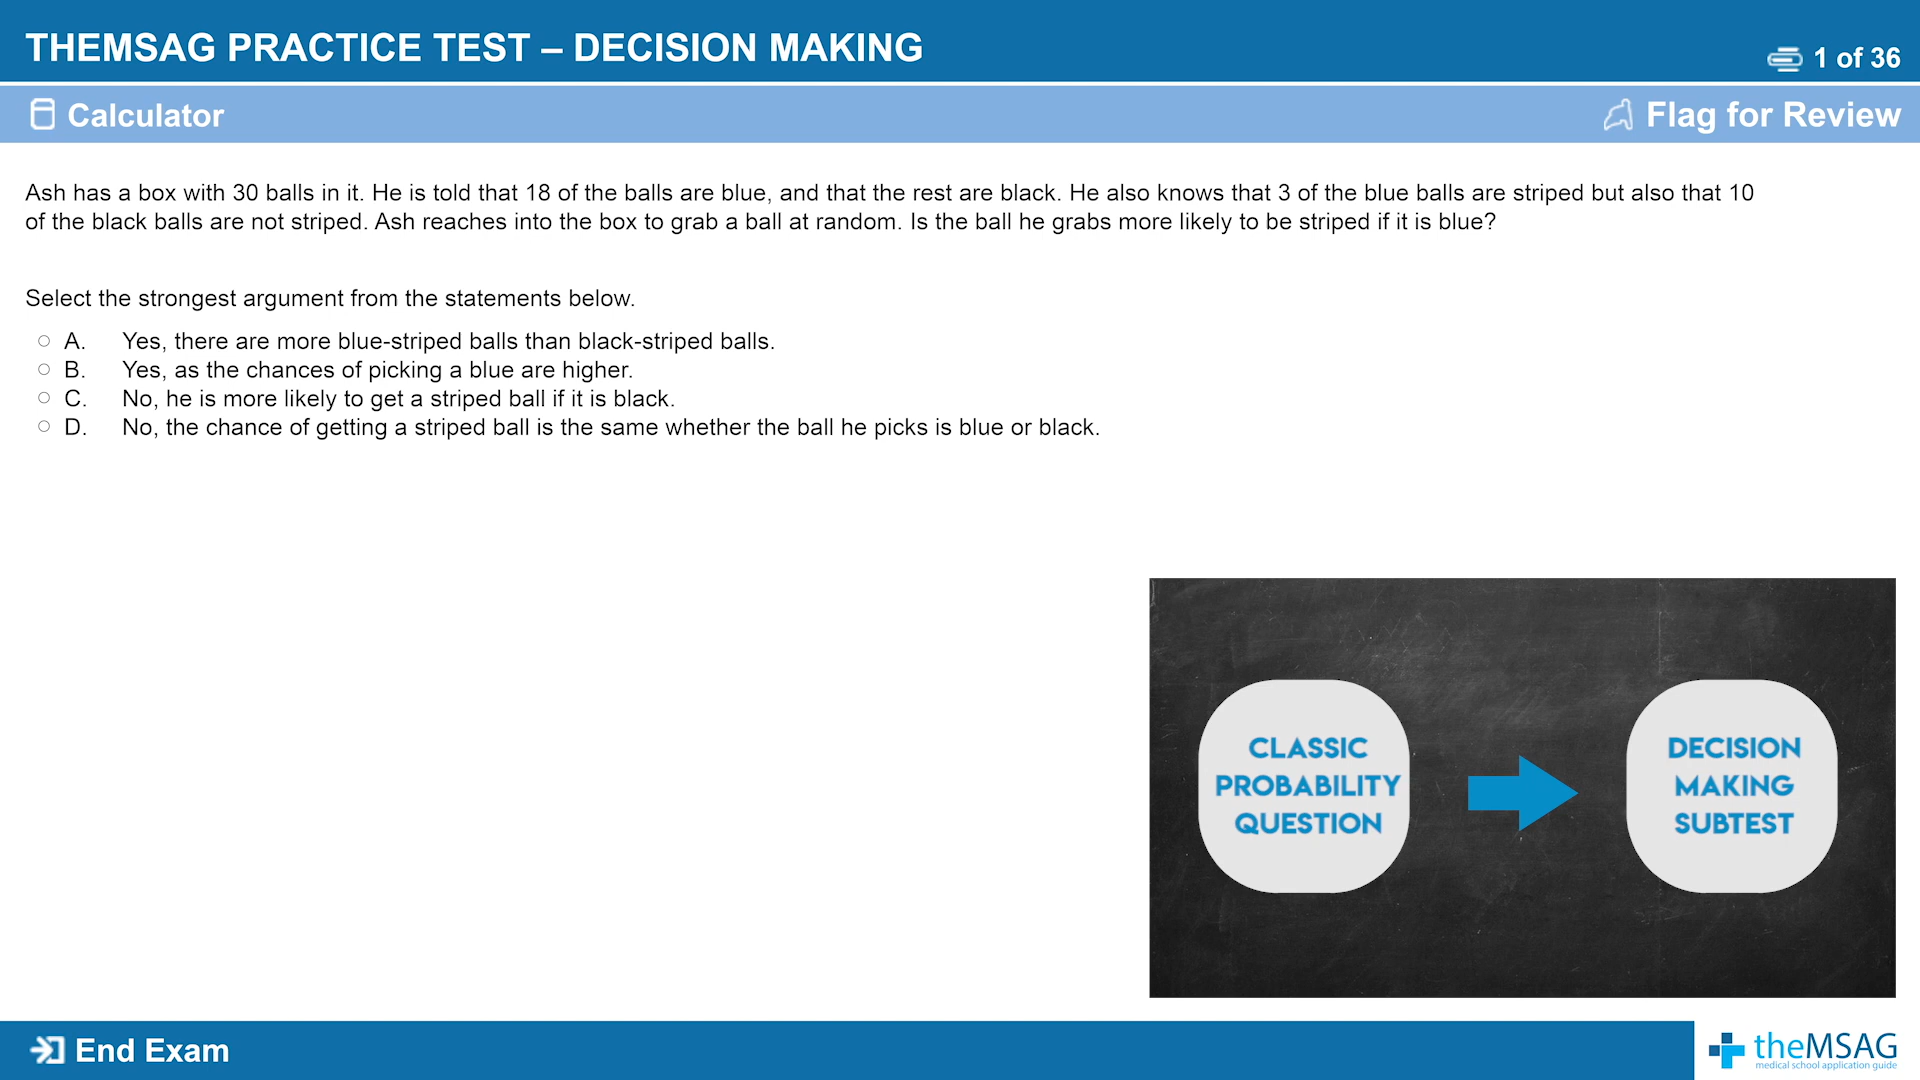 THEMSAG PRACTICE TEST – DECISION MAKING
1 of 36
Calculator
Flag for Review
Ash has a box with 30 balls in it. He is told that 18 of the balls are blue, and that the rest are black. He also knows that 3 of the blue balls are striped but also that 10
of the black balls are not striped. Ash reaches into the box to grab a ball at random. Is the ball he grabs more likely to be striped if it is blue?
Select the strongest argument from the statements below.
A. Yes, there are more blue-striped balls than black-striped balls.
B. Yes, as the chances of picking a blue are higher.
C. No, he is more likely to get a striped ball if it is black.
D. No, the chance of getting a striped ball is the same whether the ball he picks is blue or black.
CLASSIC
PROBABILITY
QUESTION
DECISION
MAKING
SUBTEST
End Exam
theMSAG
medical school application guide